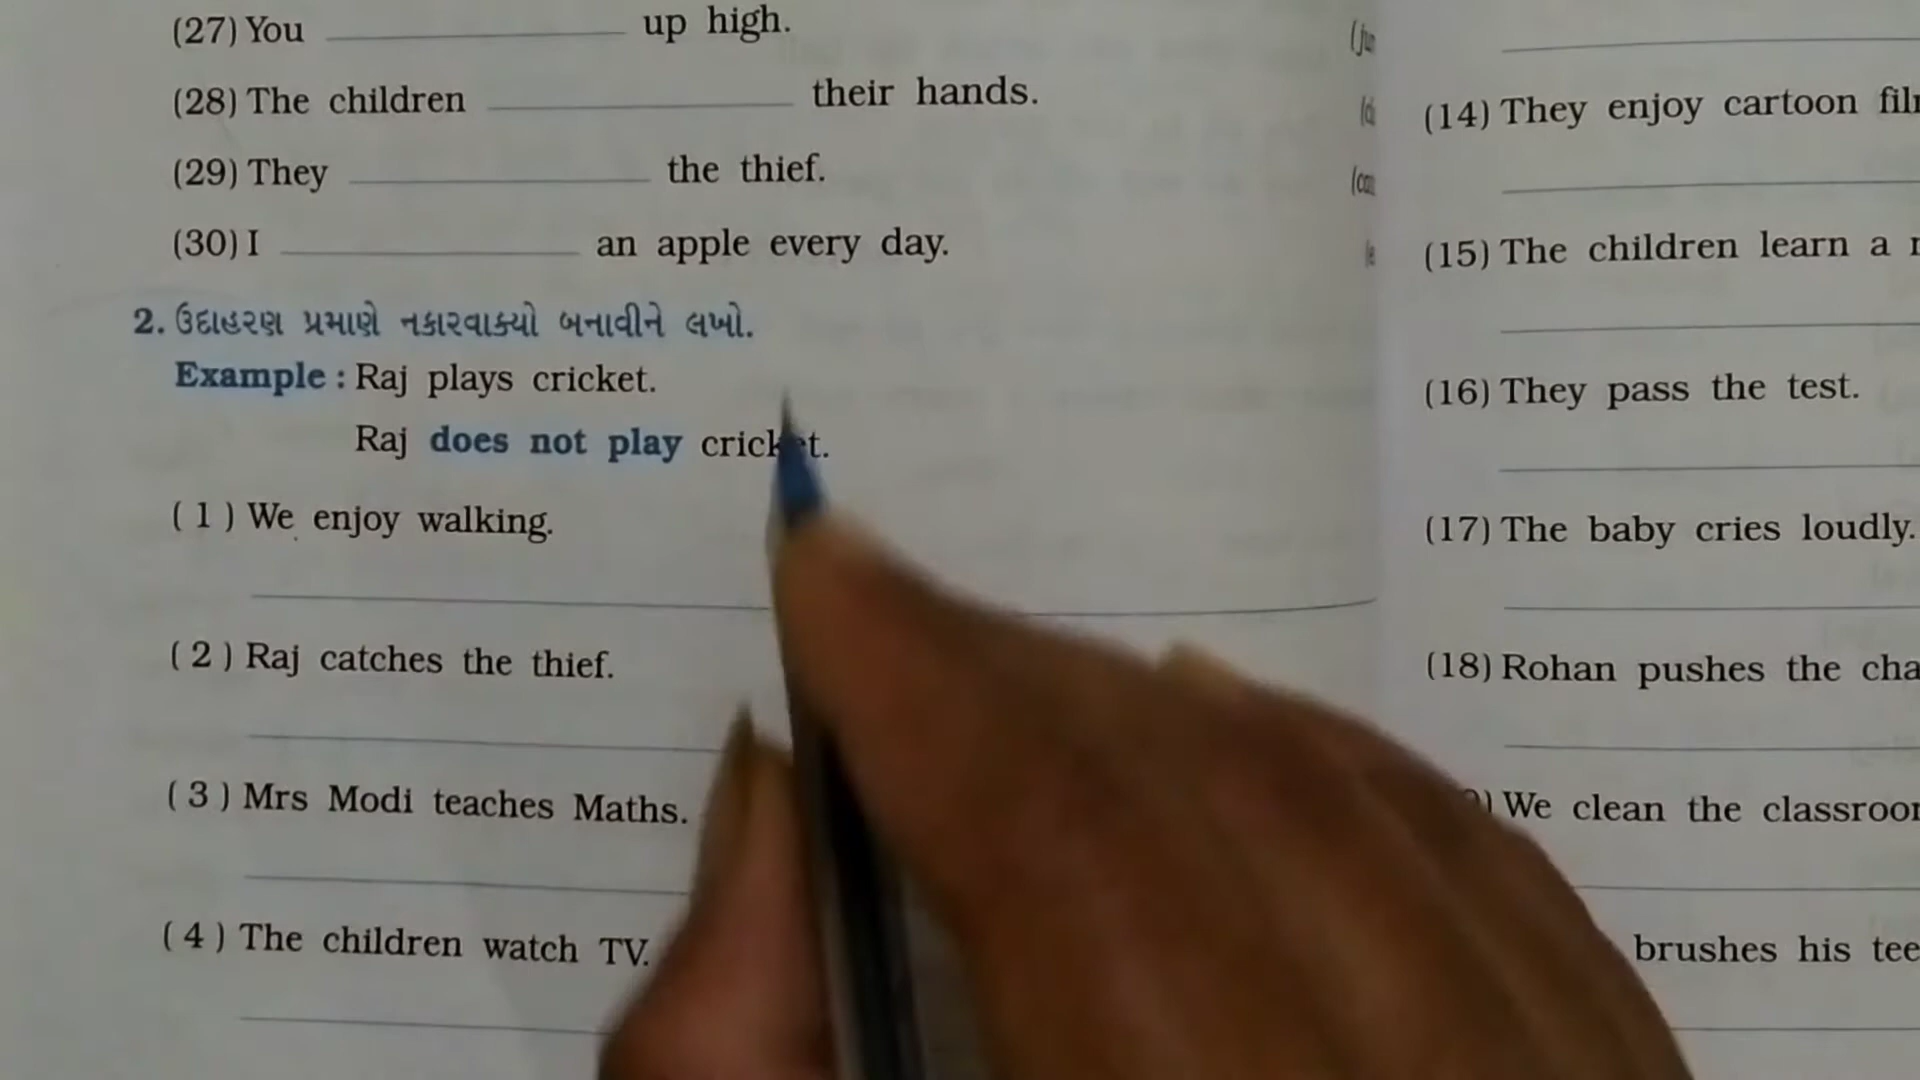 (27) You ____________ up high.
(28) The children ____________ their hands.
(29) They ____________ the thief.
(30) I ____________ an apple every day.
2. ઉદાહરણ પ્રમાણે નકારવાક્યો બનાવીને લખો.
Example : Raj plays cricket.
Raj does not play cricket.
( 1 ) We enjoy walking.
( 2 ) Raj catches the thief.
( 3 ) Mrs Modi teaches Maths.
( 4 ) The children watch TV.
(14) They enjoy cartoon
(15) The children learn a
(16) They pass the test.
(17) The baby cries loudly.
(18) Rohan pushes the
We clean the
brushes his